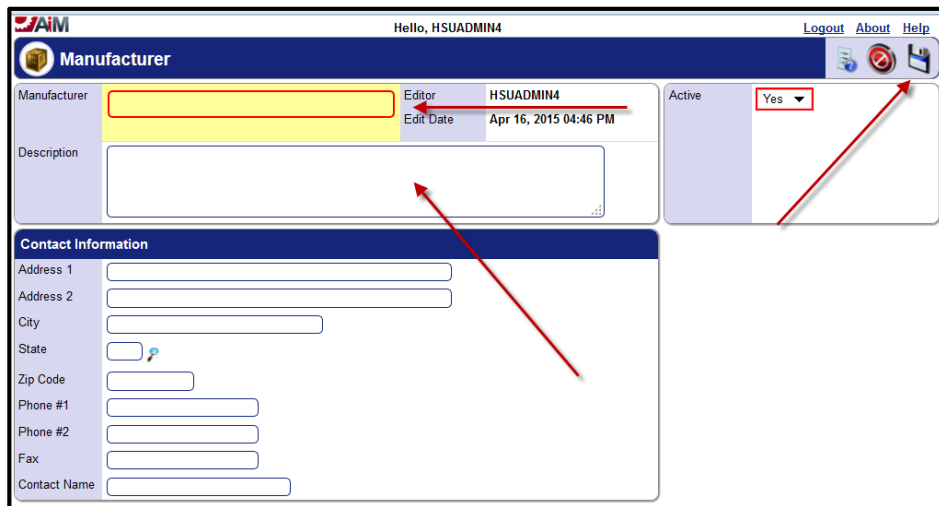 AiM
Hello, HSUADMIN4
Logout About Help
Manufacturer
Manufacturer
Editor HSUADMIN4
Edit Date Apr 16, 2015 04:46 PM
Active Yes
Description
Contact Information
Address 1
Address 2
City
State
Zip Code
Phone #1
Phone #2
Fax
Contact Name